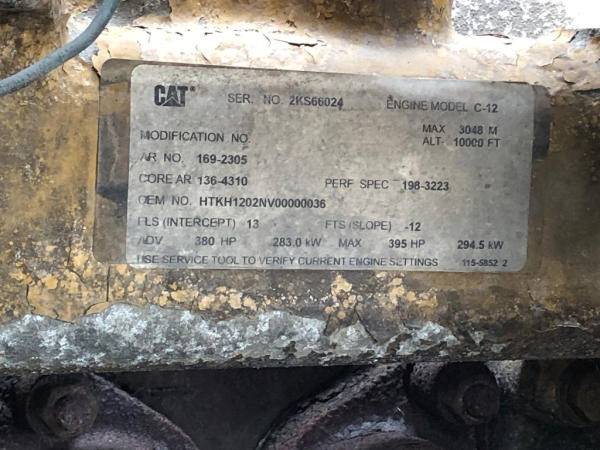 CAT® SER. NO. 2KS66024 ENGINE MODEL C-12
MODIFICATION NO. MAX 3048 M
ALT- 10000 FT
AR NO. 169-2305
CORE AR 136-4310 PERF SPEC 198-3223
OEM NO. HTKH1202NV00000036
FLS (INTERCEPT) 13 FTS (SLOPE) -12
ADV 380 HP 283.0 kW MAX 395 HP 294.5 kW
USE SERVICE TOOL TO VERIFY CURRENT ENGINE SETTINGS 115-5852 2